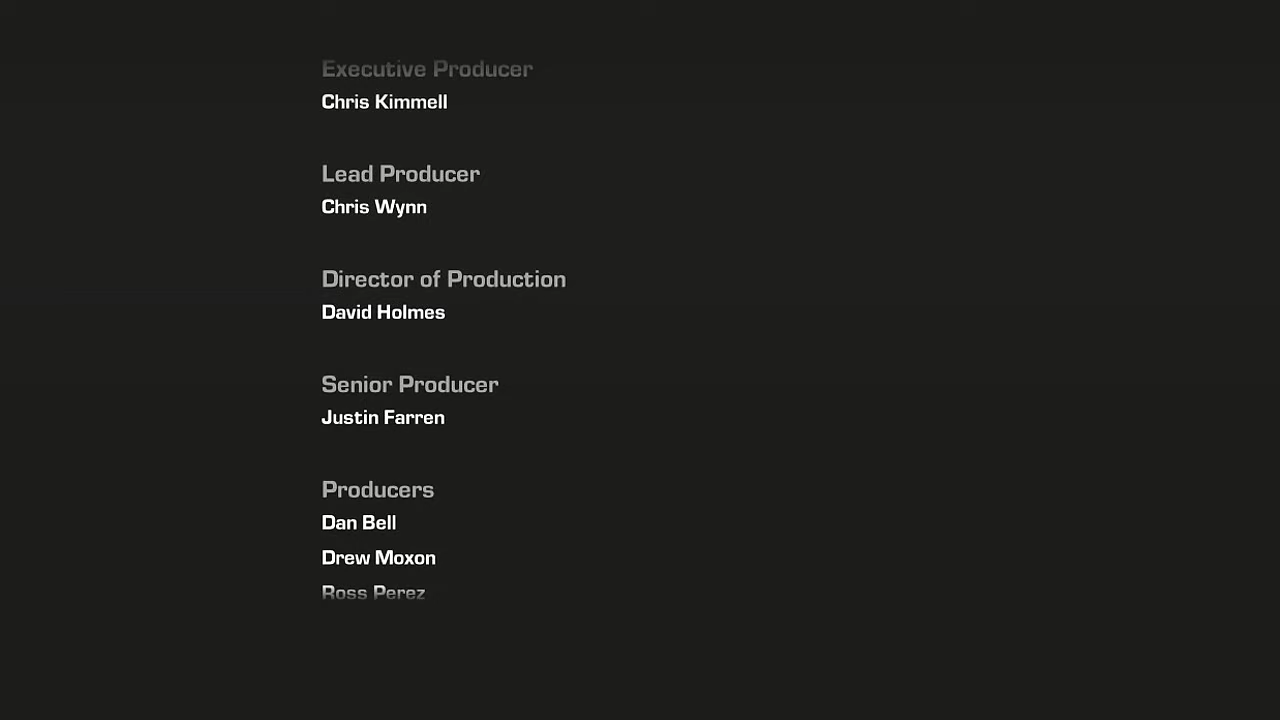 Executive Producer
Chris Kimmell
Lead Producer
Chris Wynn
Director of Production
David Holmes
Senior Producer
Justin Farren
Producers
Dan Bell
Drew Moxon
Ross Perez